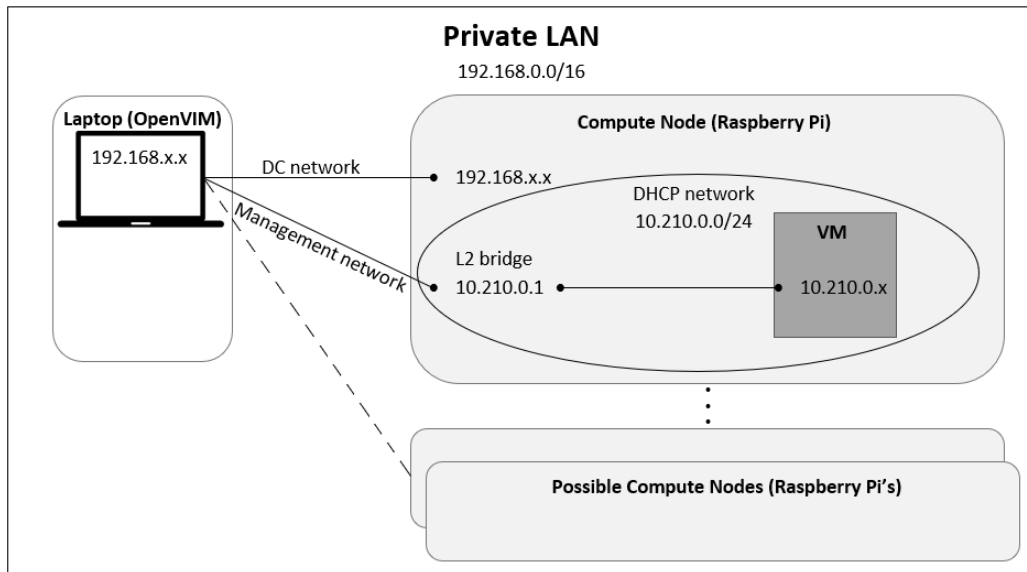 Private LAN
192.168.0.0/16
Laptop (OpenVIM)
192.168.x.x
DC network
Management network
Compute Node (Raspberry Pi)
192.168.x.x
DHCP network
10.210.0.0/24
VM
L2 bridge
10.210.0.1
10.210.0.x
Possible Compute Nodes (Raspberry Pi's)